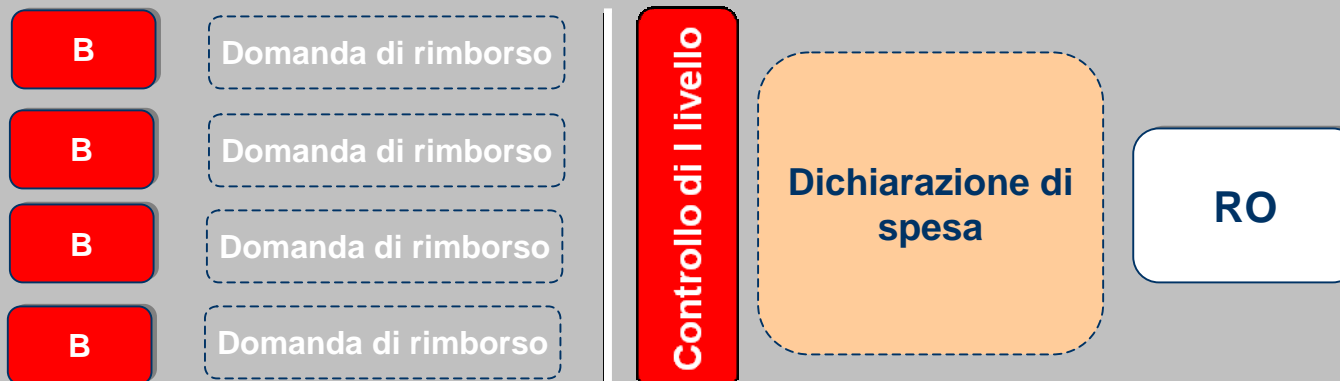 B
Domanda di rimborso
B
Domanda di rimborso
B
Domanda di rimborso
B
Domanda di rimborso
Controllo di I livello
Dichiarazione di
spesa
RO